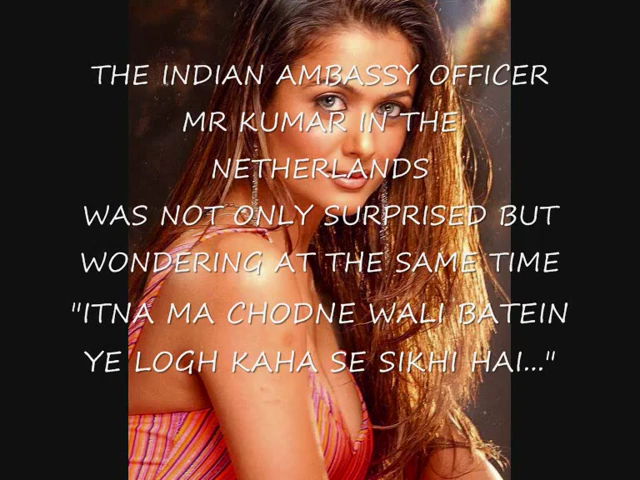 THE INDIAN AMBASSY OFFICER
MR KUMAR IN THE
NETHERLANDS
WAS NOT ONLY SURPRISED BUT
WONDERING AT THE SAME TIME
"ITNA MA CHODNE WALI BATEIN
YE LOGH KAHA SE SIKHI HAI..."